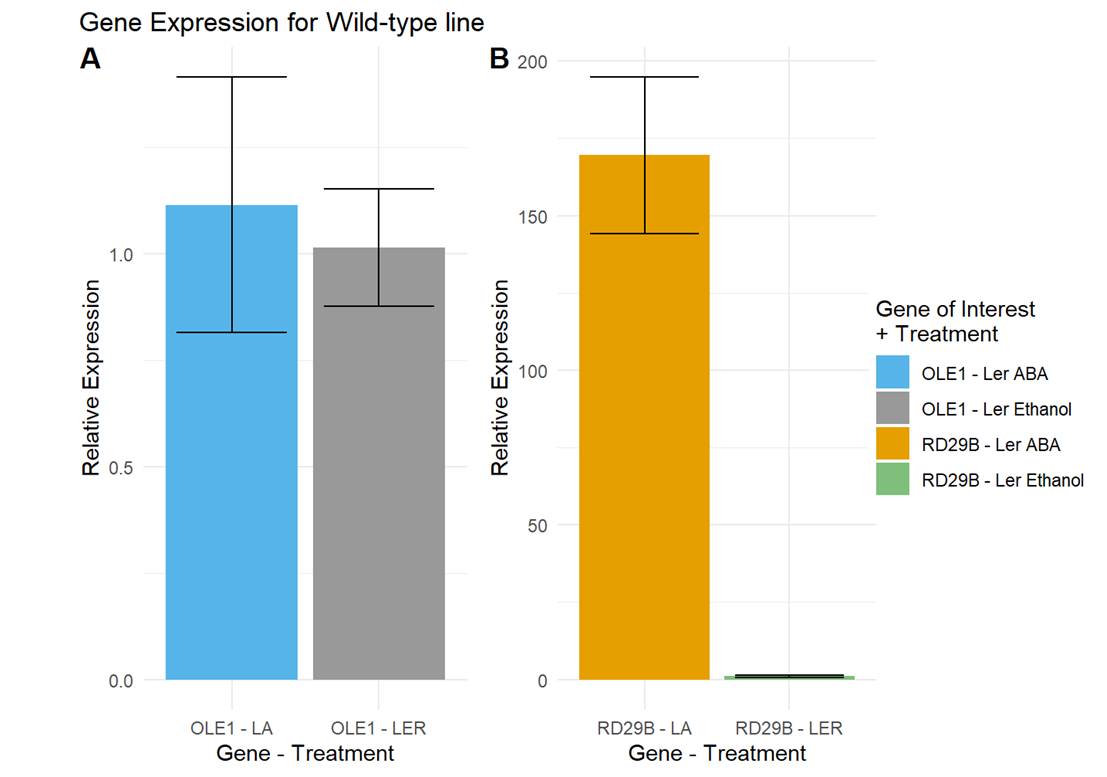 Gene Expression for Wild-type line
A
Relative Expression
1.0
0.5
0.0
OLE1 - LA
OLE1 - LER
Gene - Treatment
B
Relative Expression
200
150
100
50
0
RD29B - LA
RD29B - LER
Gene - Treatment
Gene of Interest
+ Treatment
OLE1 - Ler ABA
OLE1 - Ler Ethanol
RD29B - Ler ABA
RD29B - Ler Ethanol